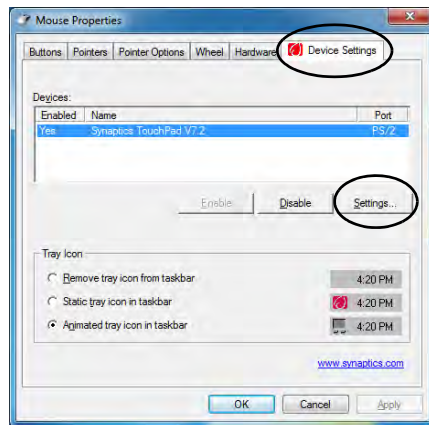 Mouse Properties
Buttons Pointers Pointer Options Wheel Hardware Device Settings
Devices:
Enabled Name Port
Yes Synaptics TouchPad V7.2 PS/2
Enable Disable Settings...
Tray Icon
Remove tray icon from taskbar 4:20 PM
Static tray icon in taskbar 4:20 PM
Animated tray icon in taskbar 4:20 PM
www.synaptics.com
OK Cancel Apply